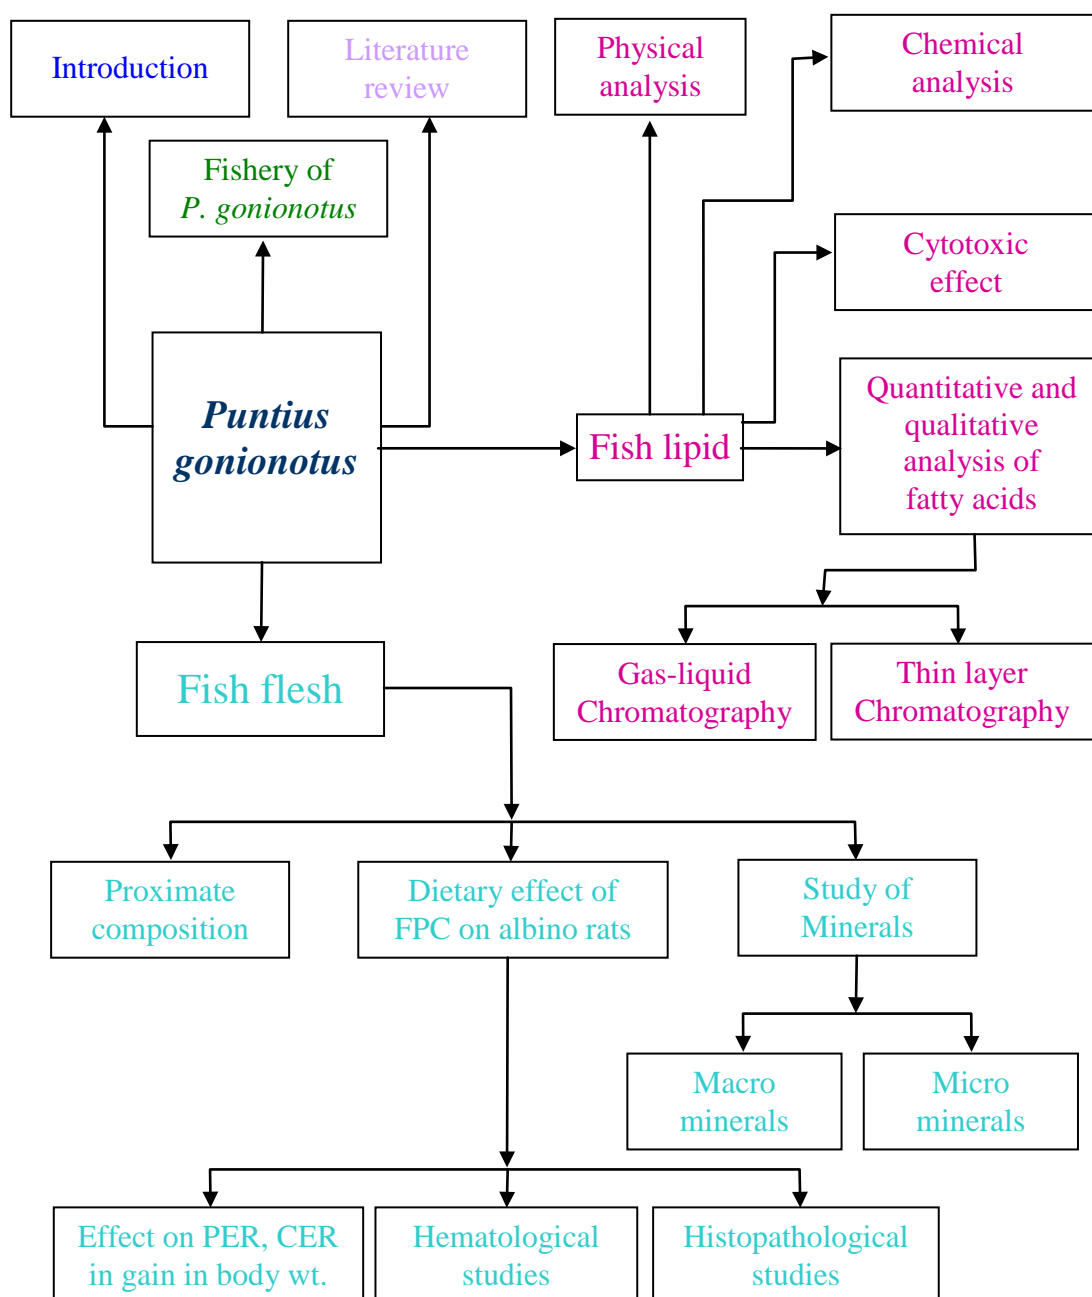 Introduction
Literature
review
Physical
analysis
Chemical
analysis
Fishery of
P. gonionotus
Cytotoxic
effect
Puntius
gonionotus
Fish lipid
Quantitative and
qualitative
analysis of
fatty acids
Gas-liquid
Chromatography
Thin layer
Chromatography
Fish flesh
Proximate
composition
Dietary effect of
FPC on albino rats
Study of
Minerals
Macro
minerals
Micro
minerals
Effect on PER, CER
in gain in body wt.
Hematological
studies
Histopathological
studies